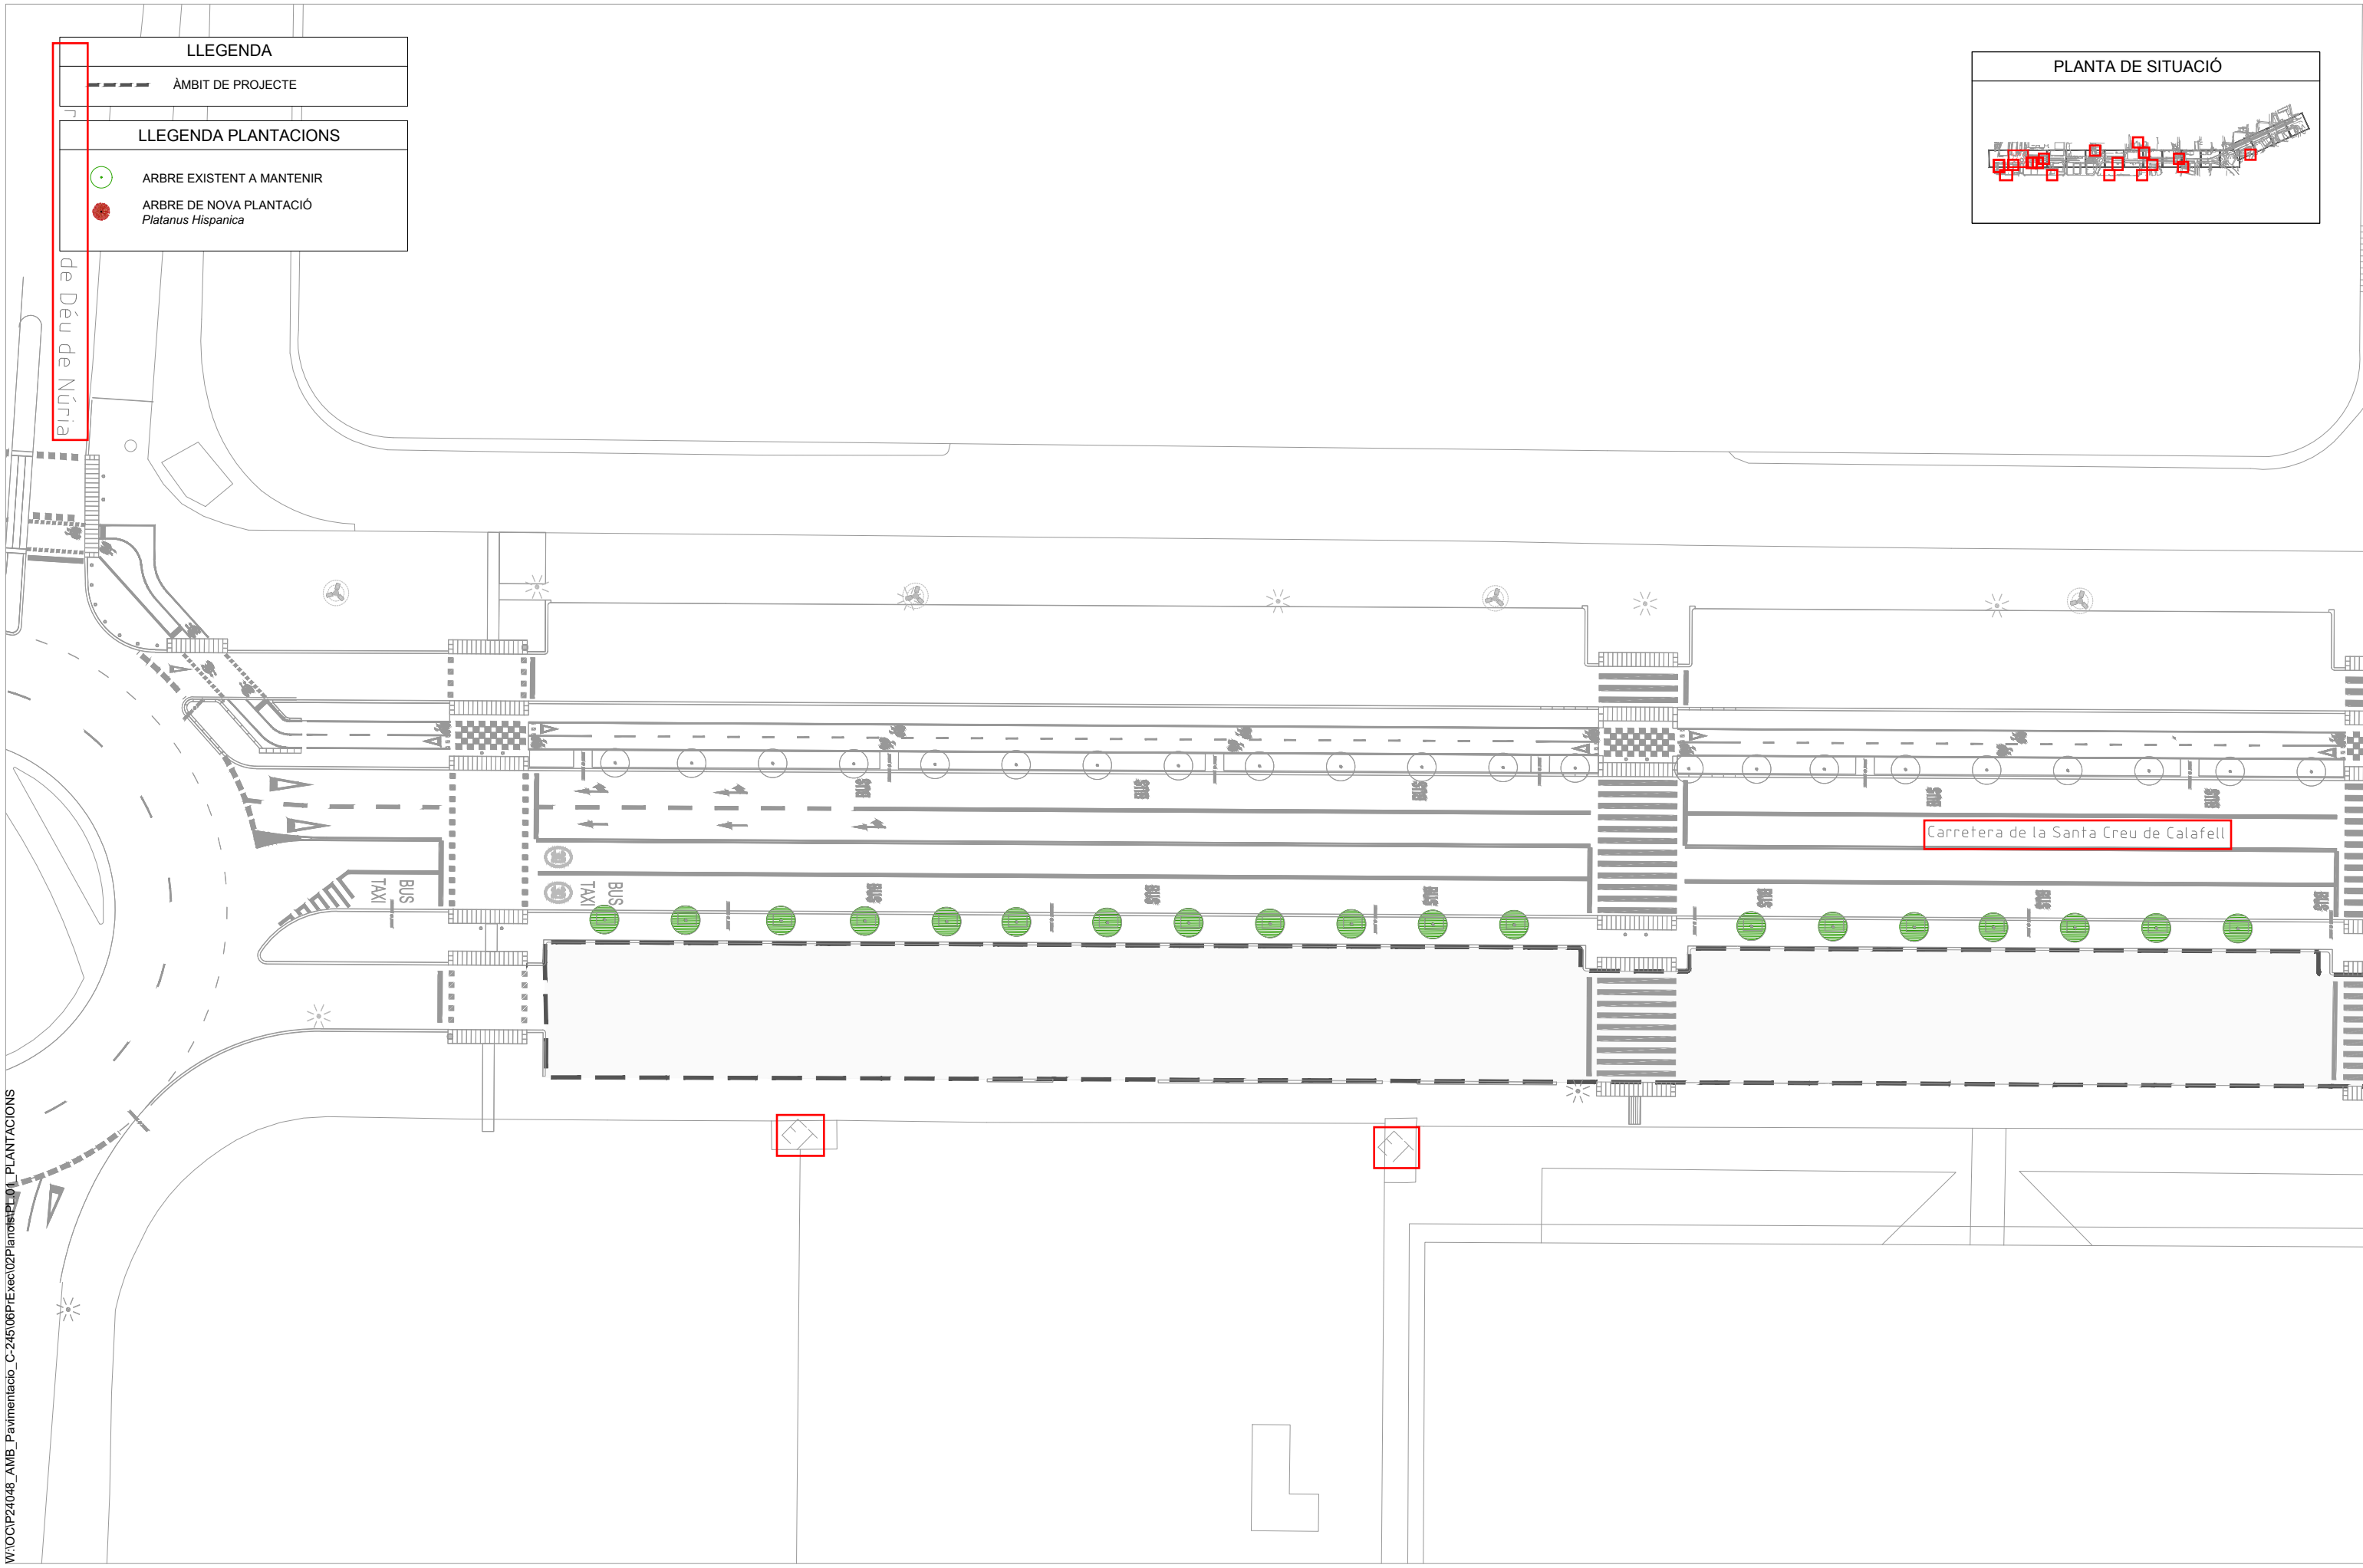 LLEGENDA
ÀMBIT DE PROJECTE
LLEGENDA PLANTACIONS
ARBRE EXISTENT A MANTENIR
ARBRE DE NOVA PLANTACIÓ
Platanus Hispanica
PLANTA DE SITUACIÓ
de Déu de Núria
BUS
BUS
BUS
BUS
BUS
Carretera de la Santa Creu de Calafell
TAXI
BUS
TAXI
BUS
BUS
BUS
BUS
BUS
BUS
BUS
W:\OC\P24048_AMB_Pavimentacio_C-245\06PrExec\02Planols\PL01_PLANTACIONS